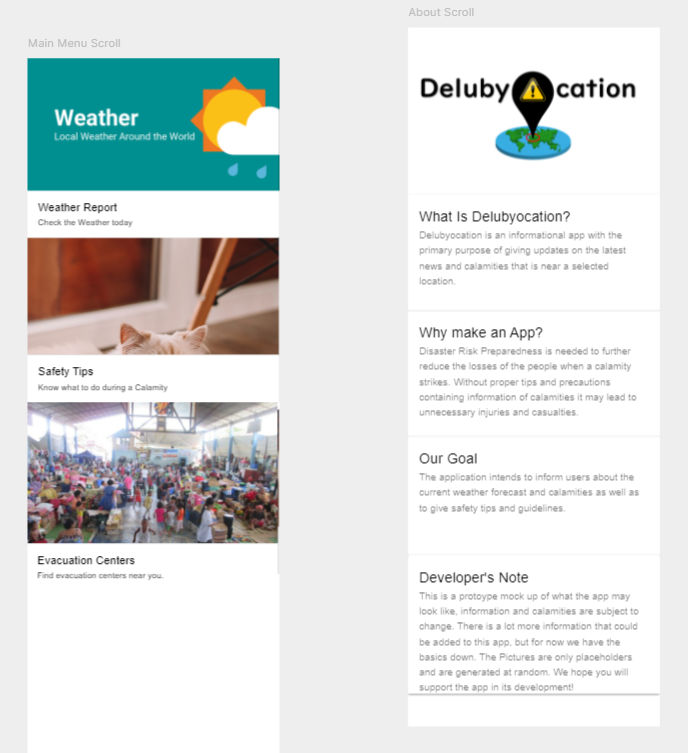 Main Menu Scroll
Weather
Local Weather Around the World
Weather Report
Check the Weather today
Safety Tips
Know what to do during a Calamity
Evacuation Centers
Find evacuation centers near you.
About Scroll
Delubyocation
What Is Delubyocation?
Delubyocation is an informational app with the
primary purpose of giving updates on the latest
news and calamities that is near a selected
location.
Why make an App?
Disaster Risk Preparedness is needed to further
reduce the losses of the people when a calamity
strikes. Without proper tips and precautions
containing information of calamities it may lead to
unnecessary injuries and casualties.
Our Goal
The application intends to inform users about the
current weather forecast and calamities as well as
to give safety tips and guidelines.
Developer's Note
This is a protoype mock up of what the app may
look like, information and calamities are subject to
change. There is a lot more information that could
be added to this app, but for now we have the
basics down. The Pictures are only placeholders
and are generated at random. We hope you will
support the app in its development!